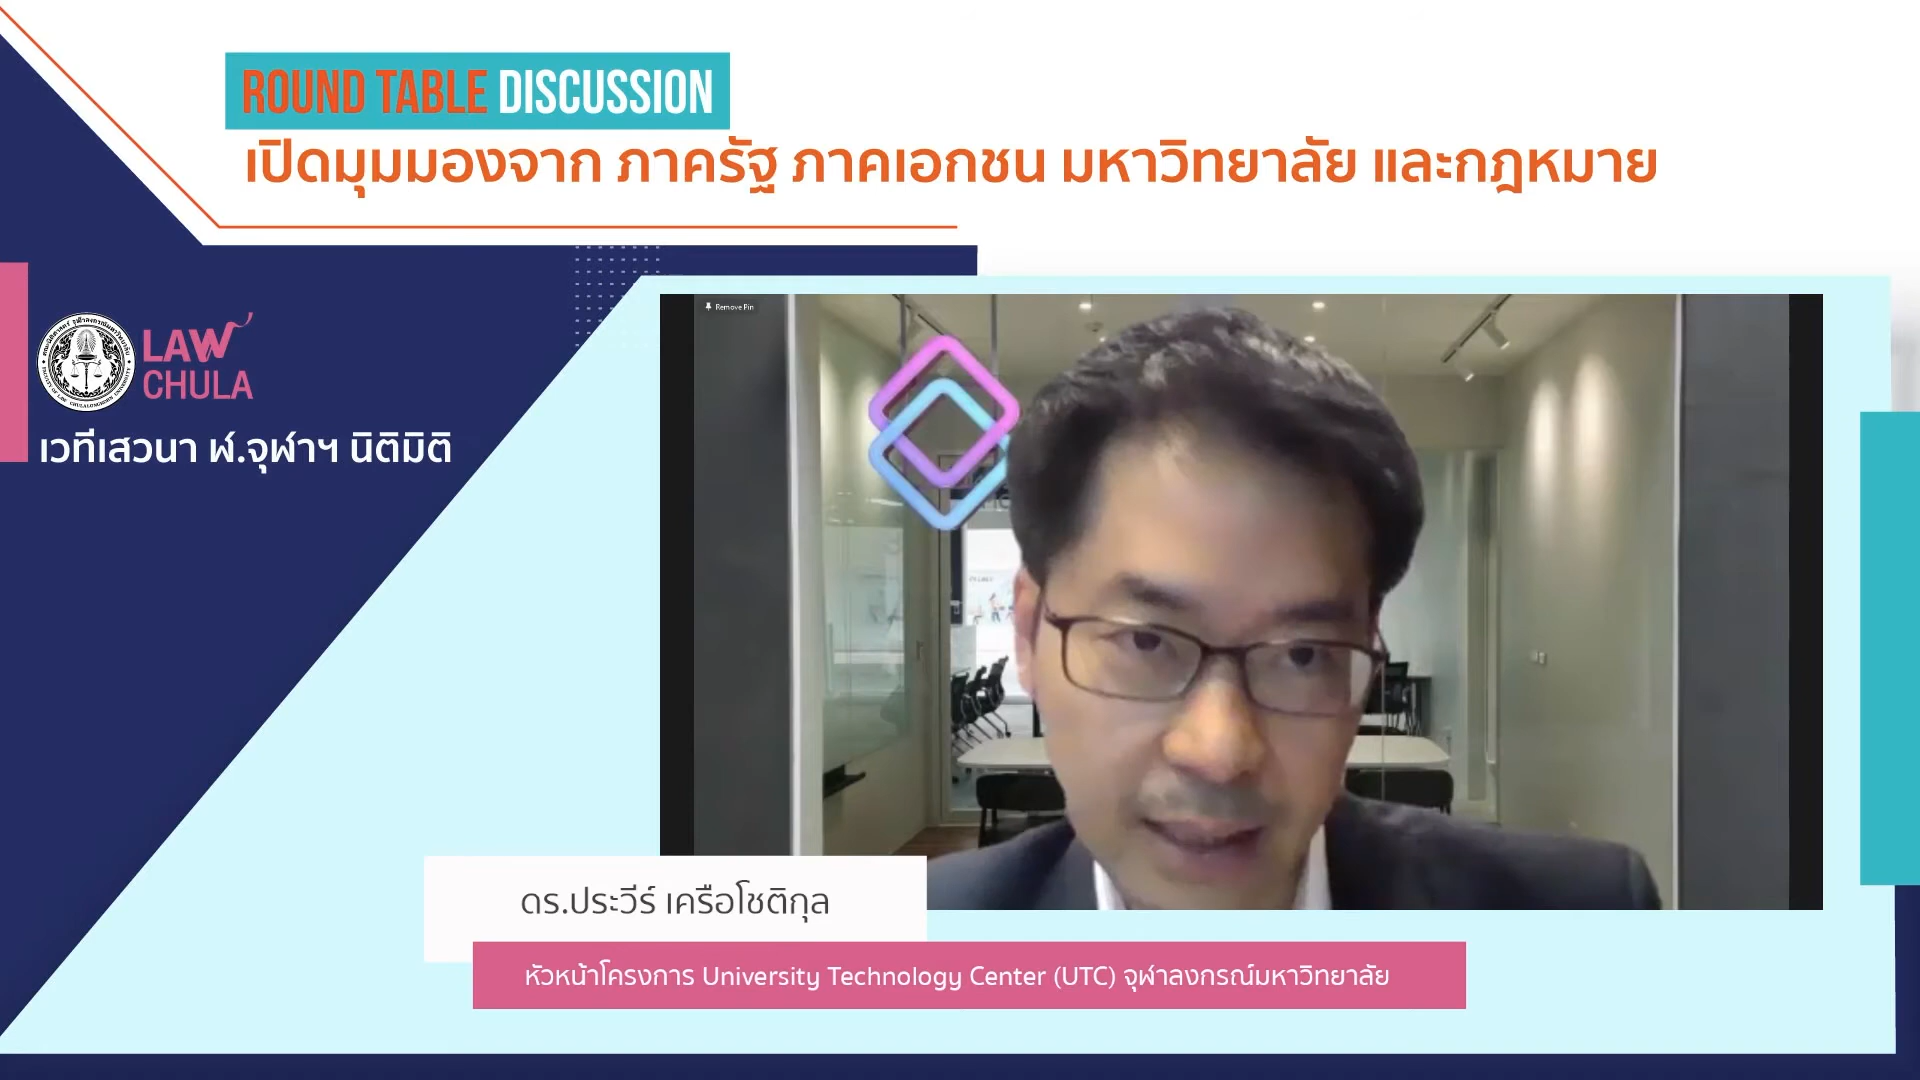 ROUND TABLE DISCUSSION
เปิดมุมมองจาก ภาครัฐ ภาคเอกชน มหาวิทยาลัย และกฎหมาย
Remove Pin
LAW
CHULA
เวทีเสวนา ฬ.จุฬาฯ นิติมิติ
ดร.ประวีร์ เครือโชติกุล
หัวหน้าโครงการ University Technology Center (UTC) จุฬาลงกรณ์มหาวิทยาลัย